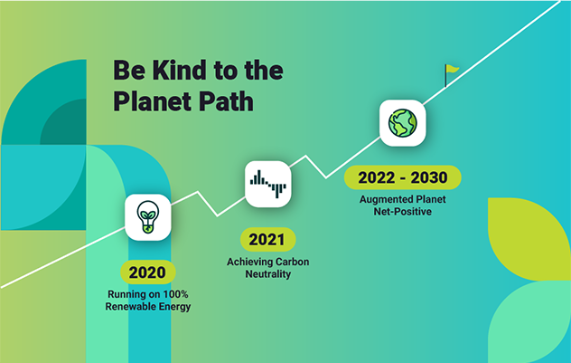 Be Kind to the
Planet Path
2020
Running on 100%
Renewable Energy
2021
Achieving Carbon
Neutrality
2022 - 2030
Augmented Planet
Net-Positive